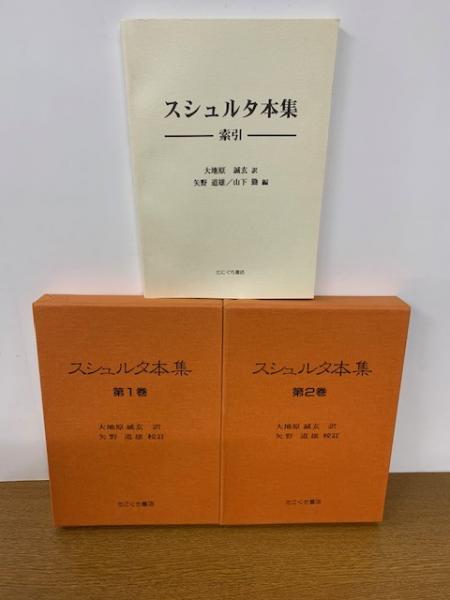 スシュルタ本集
索引
大地原 誠玄 訳
矢野 道雄／山下 勤 編
たにぐち書店
スシュルタ本集
第1巻
大地原 誠玄 訳
矢野 道雄 校訂
たにぐち書店
スシュルタ本集
第2巻
大地原 誠玄 訳
矢野 道雄 校訂
たにぐち書店